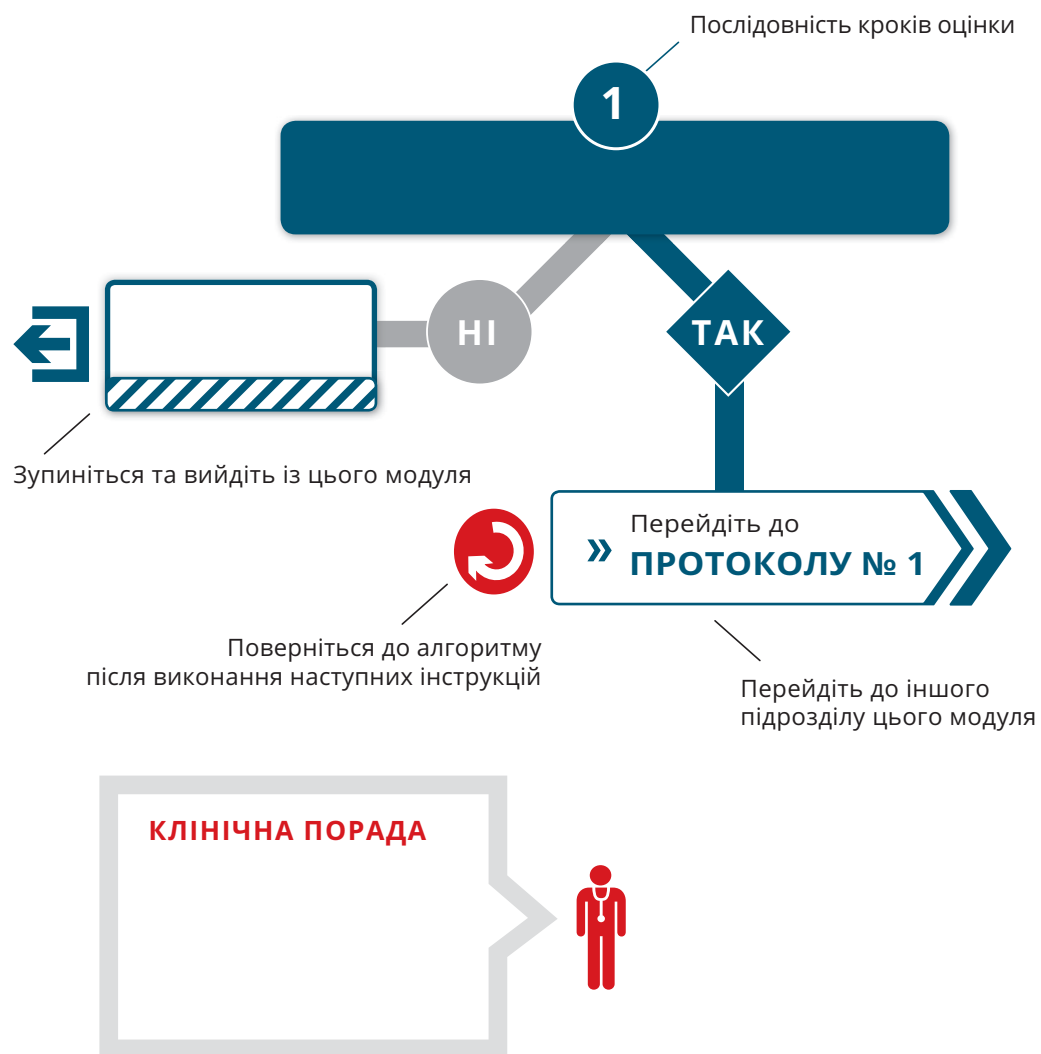 Послідовність кроків оцінки
1
НІ
ТАК
Зупиніться та вийдіть із цього модуля
» Перейдіть до
ПРОТОКОЛУ № 1
Поверніться до алгоритму
після виконання наступних інструкцій
Перейдіть до іншого
підрозділу цього модуля
КЛІНІЧНА ПОРАДА